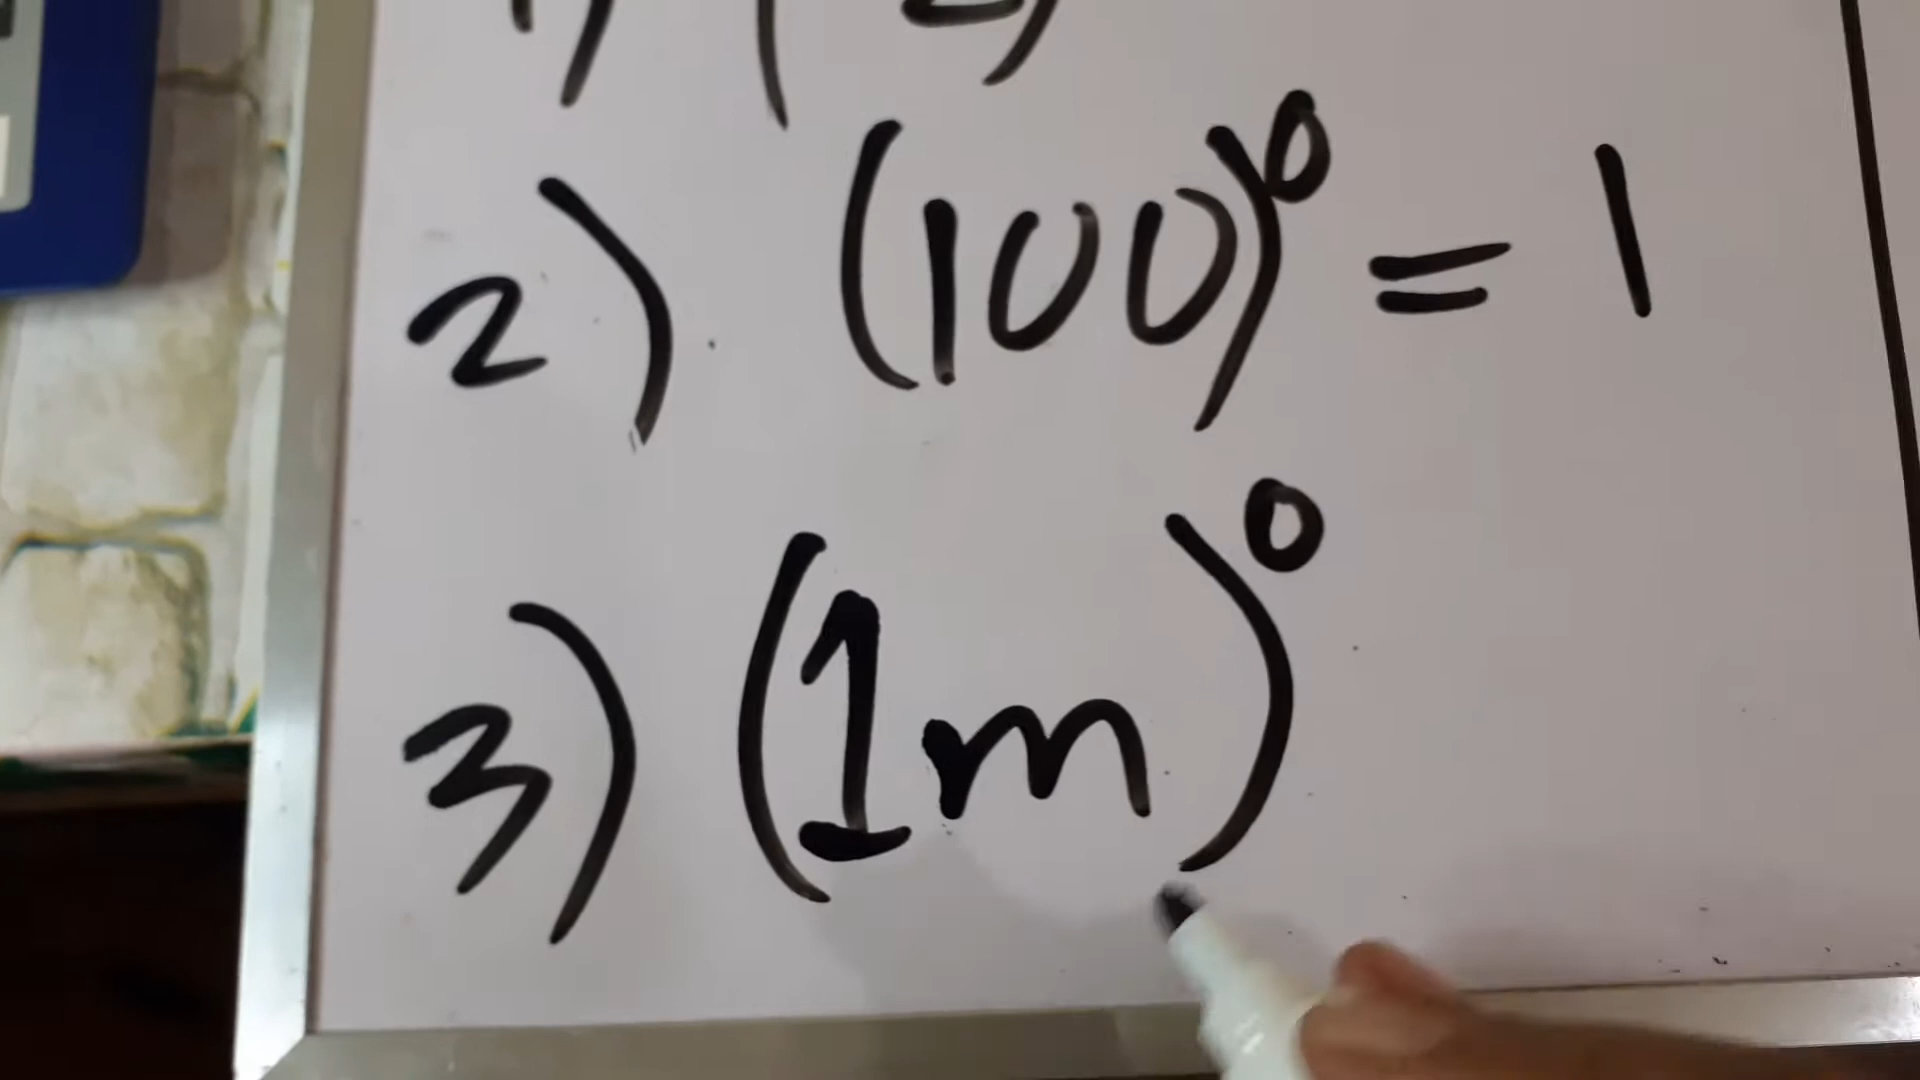 2) (100)⁰ = 1
3) (1m)⁰